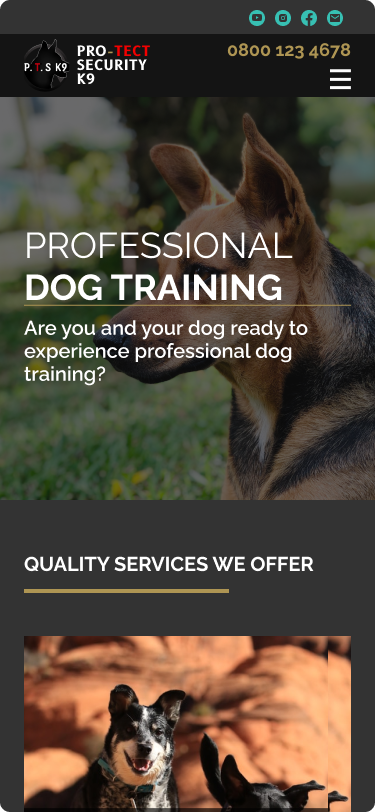 P.T.S K9
PRO-TECT
SECURITY
K9
0800 123 4678
PROFESSIONAL
DOG TRAINING
Are you and your dog ready to
experience professional dog
training?
QUALITY SERVICES WE OFFER